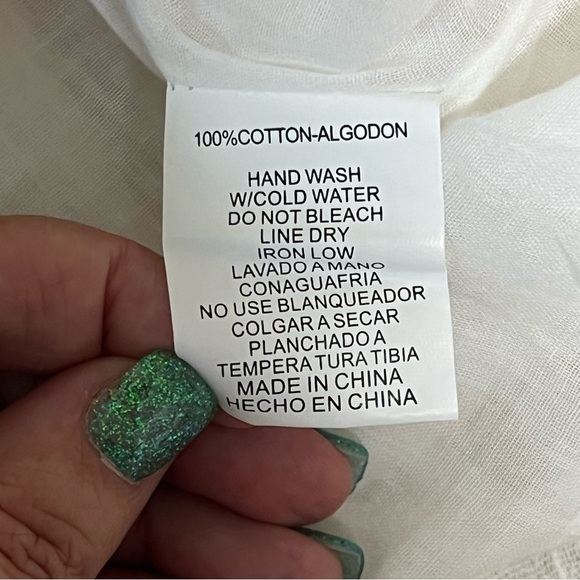 100%COTTON-ALGODON
HAND WASH
W/COLD WATER
DO NOT BLEACH
LINE DRY
IRON LOW
LAVADO A MANO
CONAGUAFRIA
NO USE BLANQUEADOR
COLGAR A SECAR
PLANCHADO A
TEMPERA TURA TIBIA
MADE IN CHINA
HECHO EN CHINA